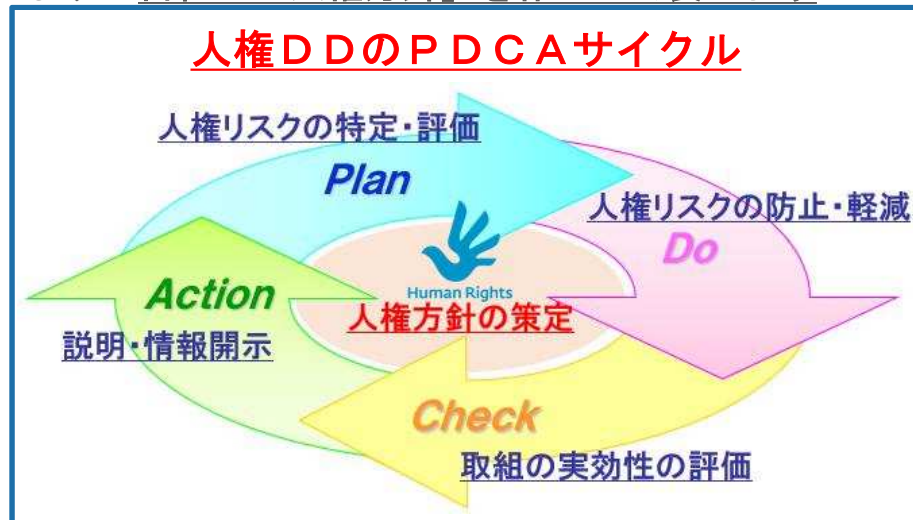 人権ＤＤのＰＤＣＡサイクル
人権リスクの特定・評価
Plan
人権リスクの防止・軽減
Do
Human Rights
人権方針の策定
Action
説明・情報開示
Check
取組の実効性の評価